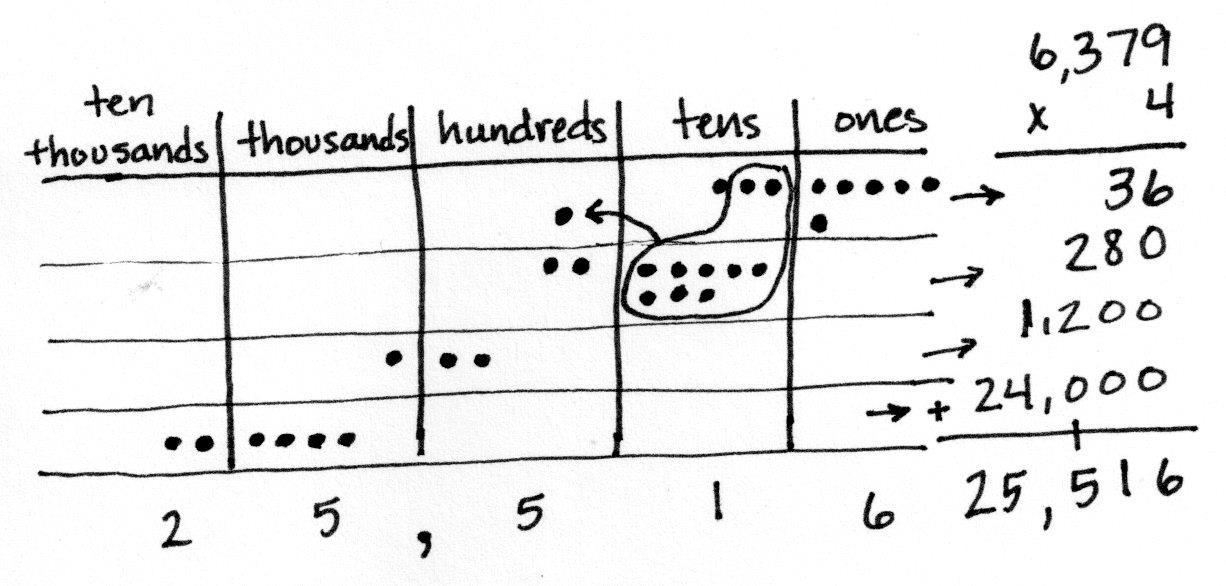 ten thousands thousands hundreds tens ones
6,379
x 4
36
280
1,200
+ 24,000
1
25,516
2 5 , 5 1 6